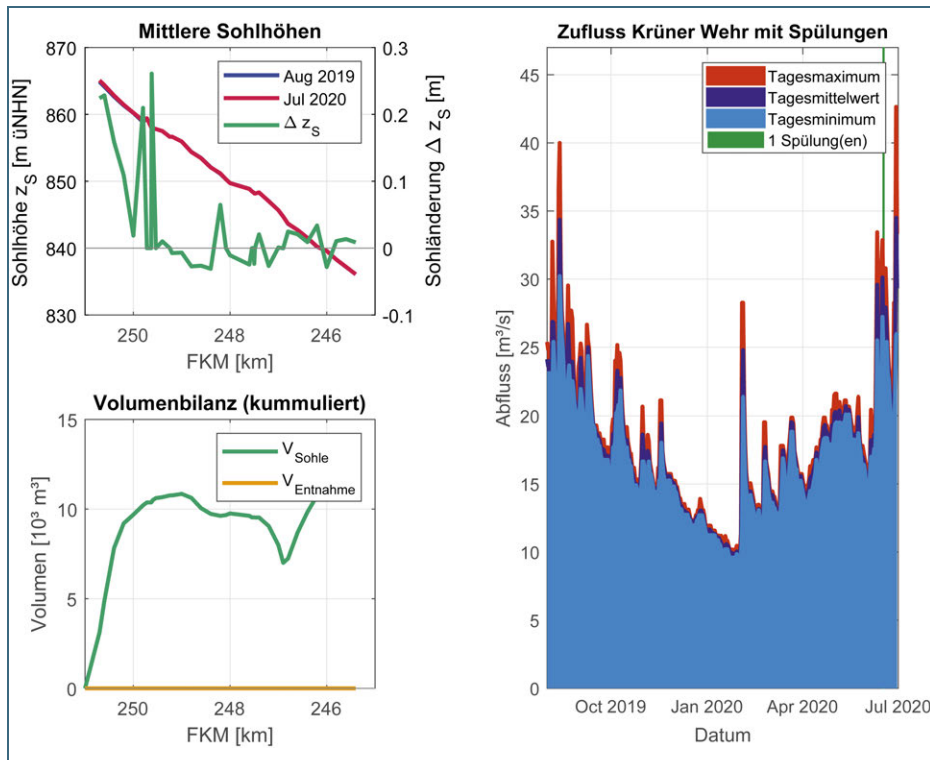 Mittlere Sohlhöhen
870
860
850
840
830
Sohlhöhe z_S [m üNHN]
0.3
0.2
0.1
0
-0.1
Sohländerung Δ z_S [m]
Aug 2019
Jul 2020
Δ z_S
250
248
246
FKM [km]
Volumenbilanz (kummuliert)
15
10
5
0
Volumen [10³ m³]
V_Sohle
V_Entnahme
250
248
246
FKM [km]
Zufluss Krüner Wehr mit Spülungen
45
40
35
30
25
20
15
10
5
0
Abfluss [m³/s]
Tagesmaximum
Tagesmittelwert
Tagesminimum
1 Spülung(en)
Oct 2019
Jan 2020
Apr 2020
Jul 2020
Datum